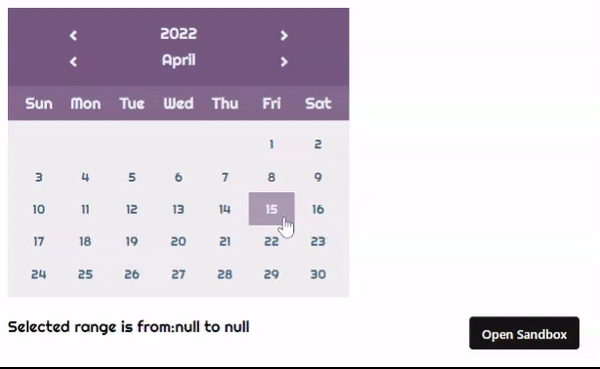 ‹ 2022 ›
‹ April ›
Sun Mon Tue Wed Thu Fri Sat
1 2
3 4 5 6 7 8 9
10 11 12 13 14 15 16
17 18 19 20 21 22 23
24 25 26 27 28 29 30
Selected range is from:null to null
Open Sandbox